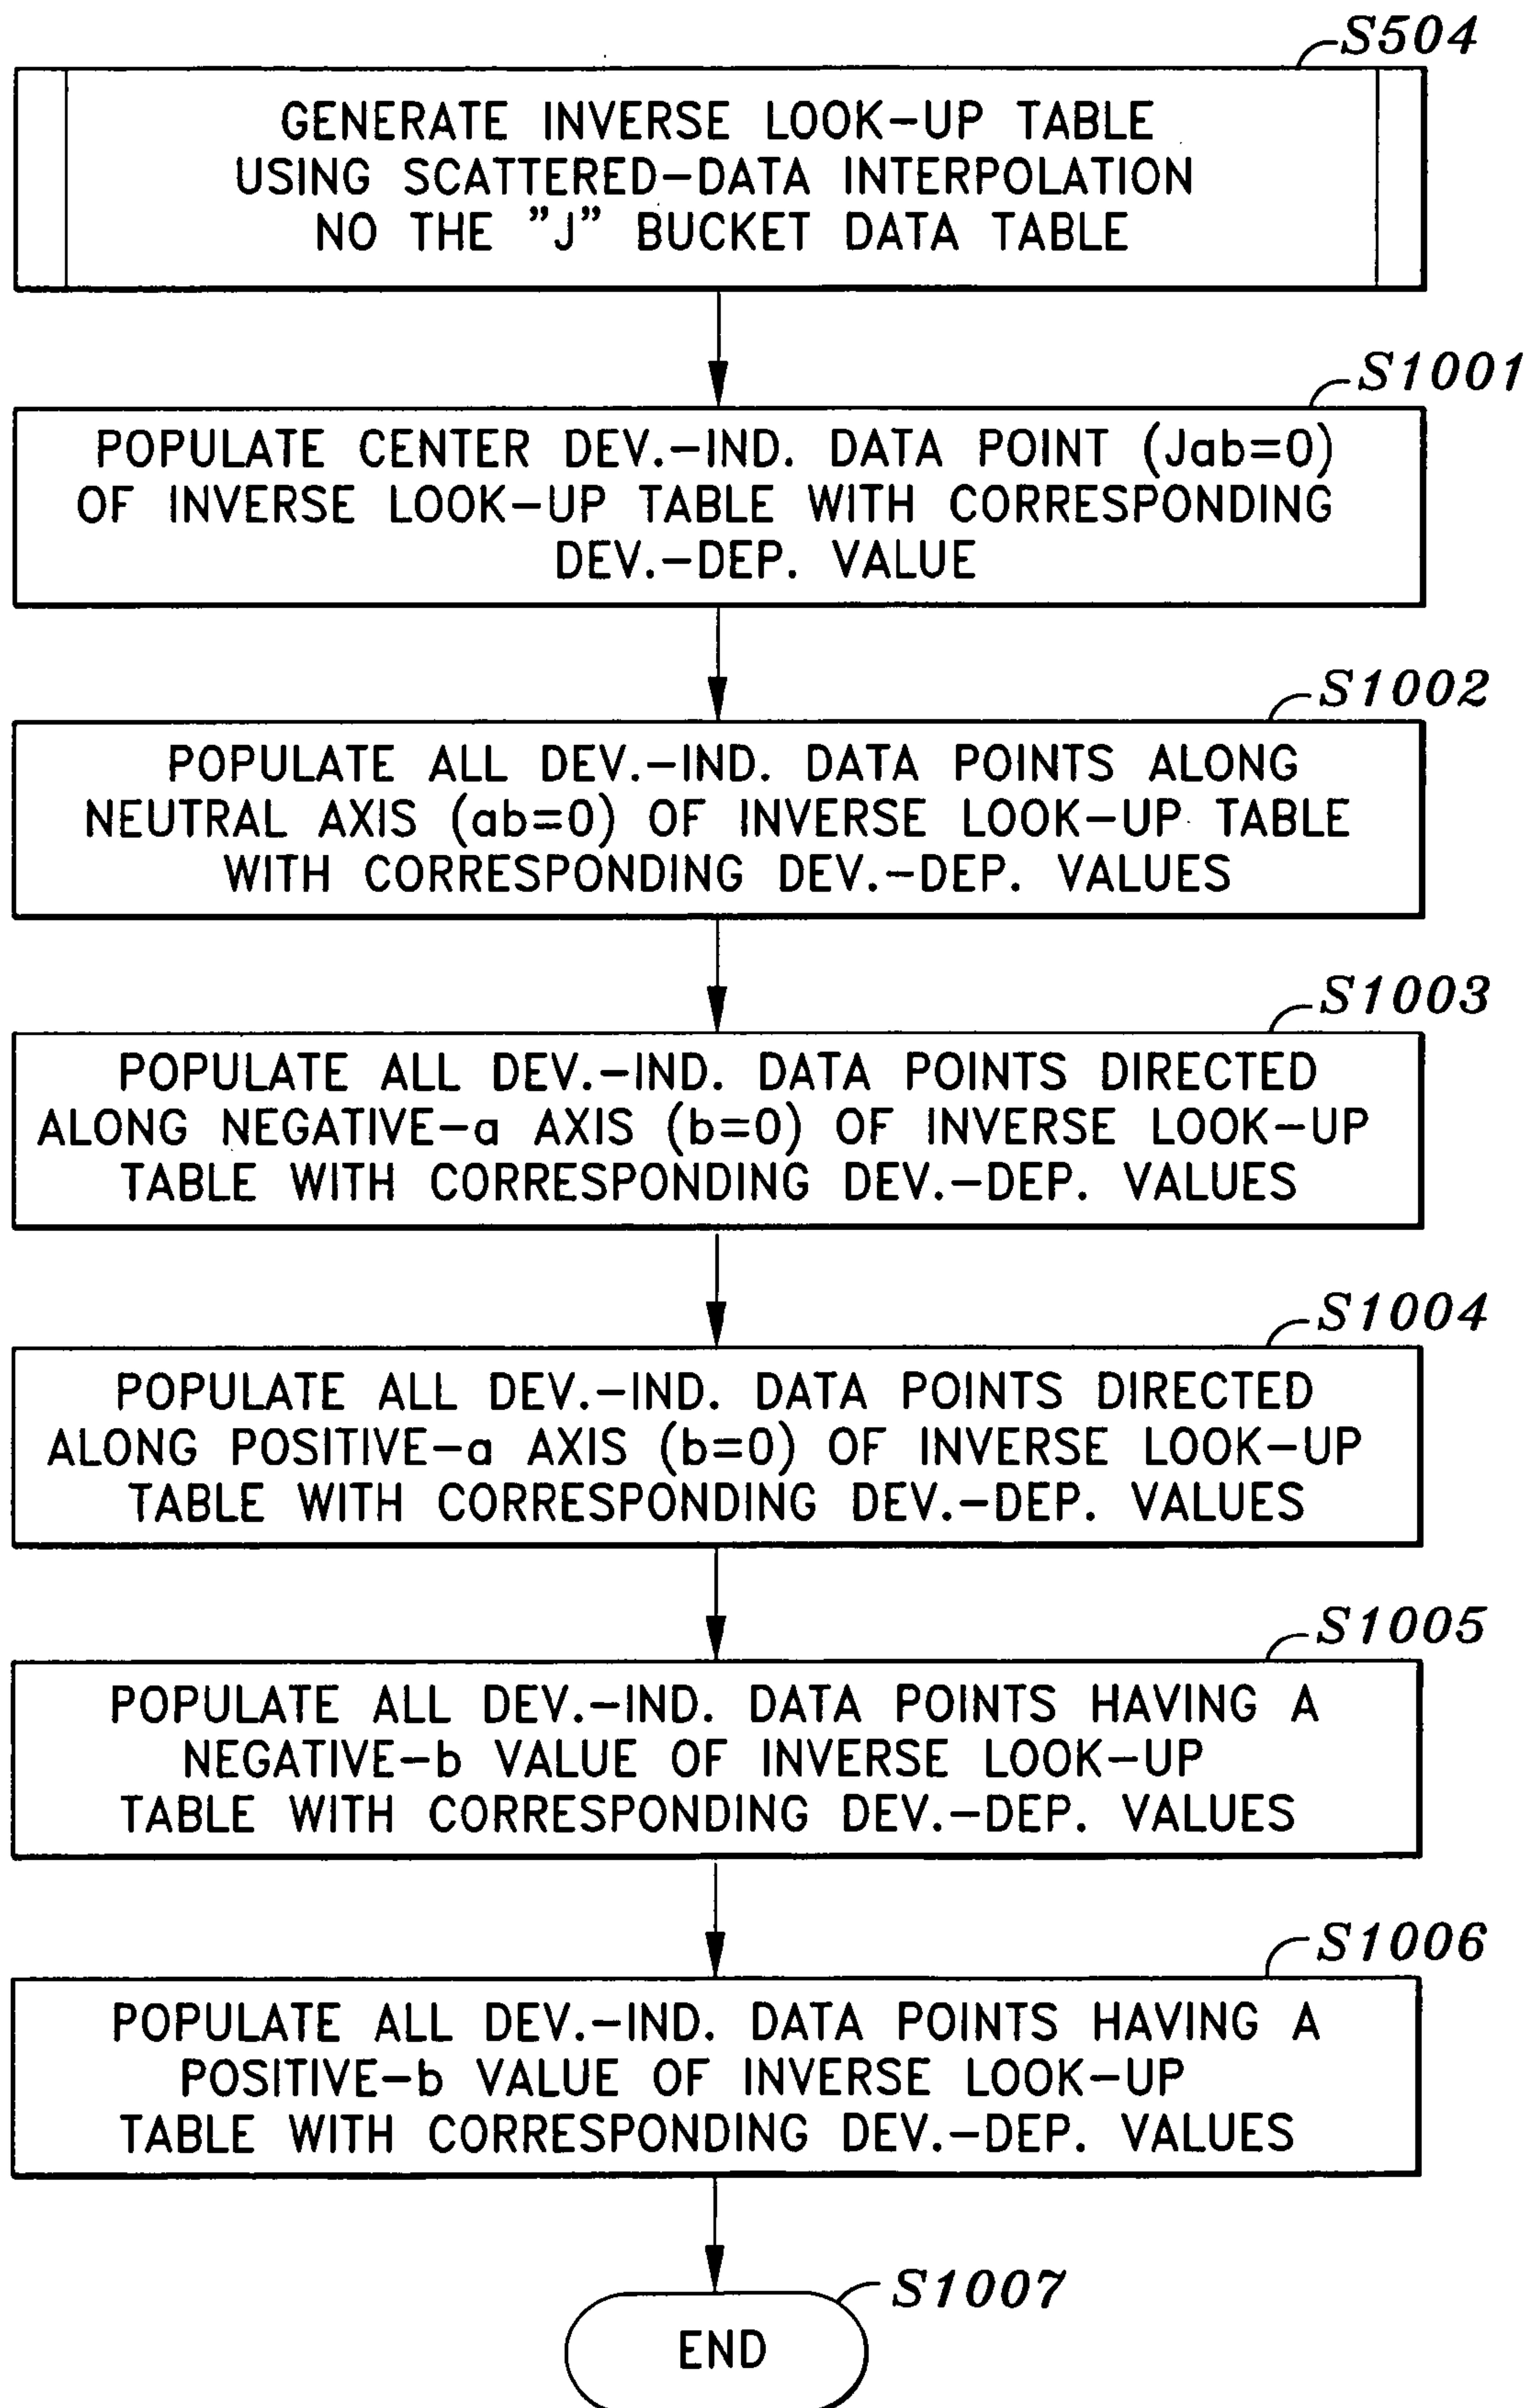 S504
GENERATE INVERSE LOOK-UP TABLE
USING SCATTERED-DATA INTERPOLATION
NO THE "J" BUCKET DATA TABLE
S1001
POPULATE CENTER DEV.-IND. DATA POINT (Jab=0)
OF INVERSE LOOK-UP TABLE WITH CORRESPONDING
DEV.-DEP. VALUE
S1002
POPULATE ALL DEV.-IND. DATA POINTS ALONG
NEUTRAL AXIS (ab=0) OF INVERSE LOOK-UP TABLE
WITH CORRESPONDING DEV.-DEP. VALUES
S1003
POPULATE ALL DEV.-IND. DATA POINTS DIRECTED
ALONG NEGATIVE-a AXIS (b=0) OF INVERSE LOOK-UP
TABLE WITH CORRESPONDING DEV.-DEP. VALUES
S1004
POPULATE ALL DEV.-IND. DATA POINTS DIRECTED
ALONG POSITIVE-a AXIS (b=0) OF INVERSE LOOK-UP
TABLE WITH CORRESPONDING DEV.-DEP. VALUES
S1005
POPULATE ALL DEV.-IND. DATA POINTS HAVING A
NEGATIVE-b VALUE OF INVERSE LOOK-UP
TABLE WITH CORRESPONDING DEV.-DEP. VALUES
S1006
POPULATE ALL DEV.-IND. DATA POINTS HAVING A
POSITIVE-b VALUE OF INVERSE LOOK-UP
TABLE WITH CORRESPONDING DEV.-DEP. VALUES
S1007
END